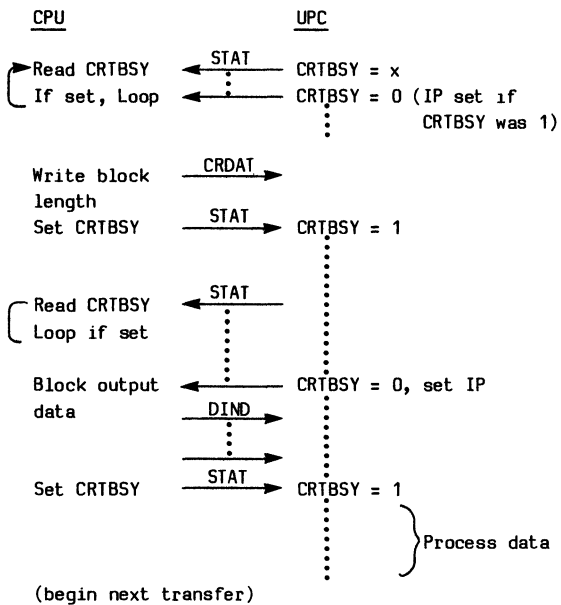 CPU UPC
STAT
Read CRTBSY CRTBSY = x
If set, Loop CRTBSY = 0 (IP set if
CRTBSY was 1)
CRDAT
Write block
length
STAT
Set CRTBSY CRTBSY = 1
STAT
Read CRTBSY
Loop if set
Block output CRTBSY = 0, set IP
data DIND
STAT
Set CRTBSY CRTBSY = 1
Process data
(begin next transfer)